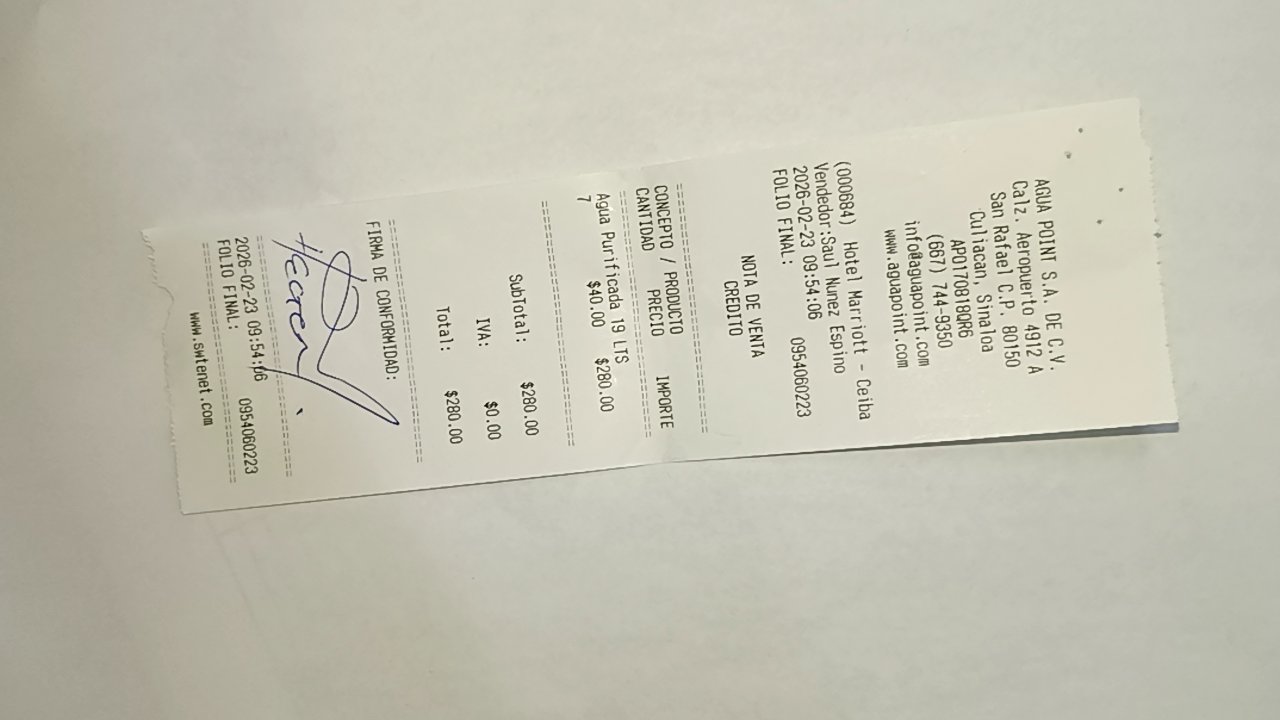 AGUA POINT S.A. DE C.V.
Calz. Aeropuerto 4912 A
San Rafael C.P. 80150
Culiacan, Sinaloa
APO170818QR6
(667) 744-9350
info@aguapoint.com
www.aguapoint.com
(000684) Hotel Marriott - Ceiba
Vendedor:Saul Nunez Espino
2026-02-23 09:54:06
FOLIO FINAL: 0954060223
NOTA DE VENTA
CREDITO
CONCEPTO / PRODUCTO
CANTIDAD PRECIO IMPORTE
Agua Purificada 19 LTS
7 $40.00 $280.00
SubTotal: $280.00
IVA: $0.00
Total: $280.00
FIRMA DE CONFORMIDAD:
2026-02-23 09:54:06
FOLIO FINAL: 0954060223
www.swtenet.com